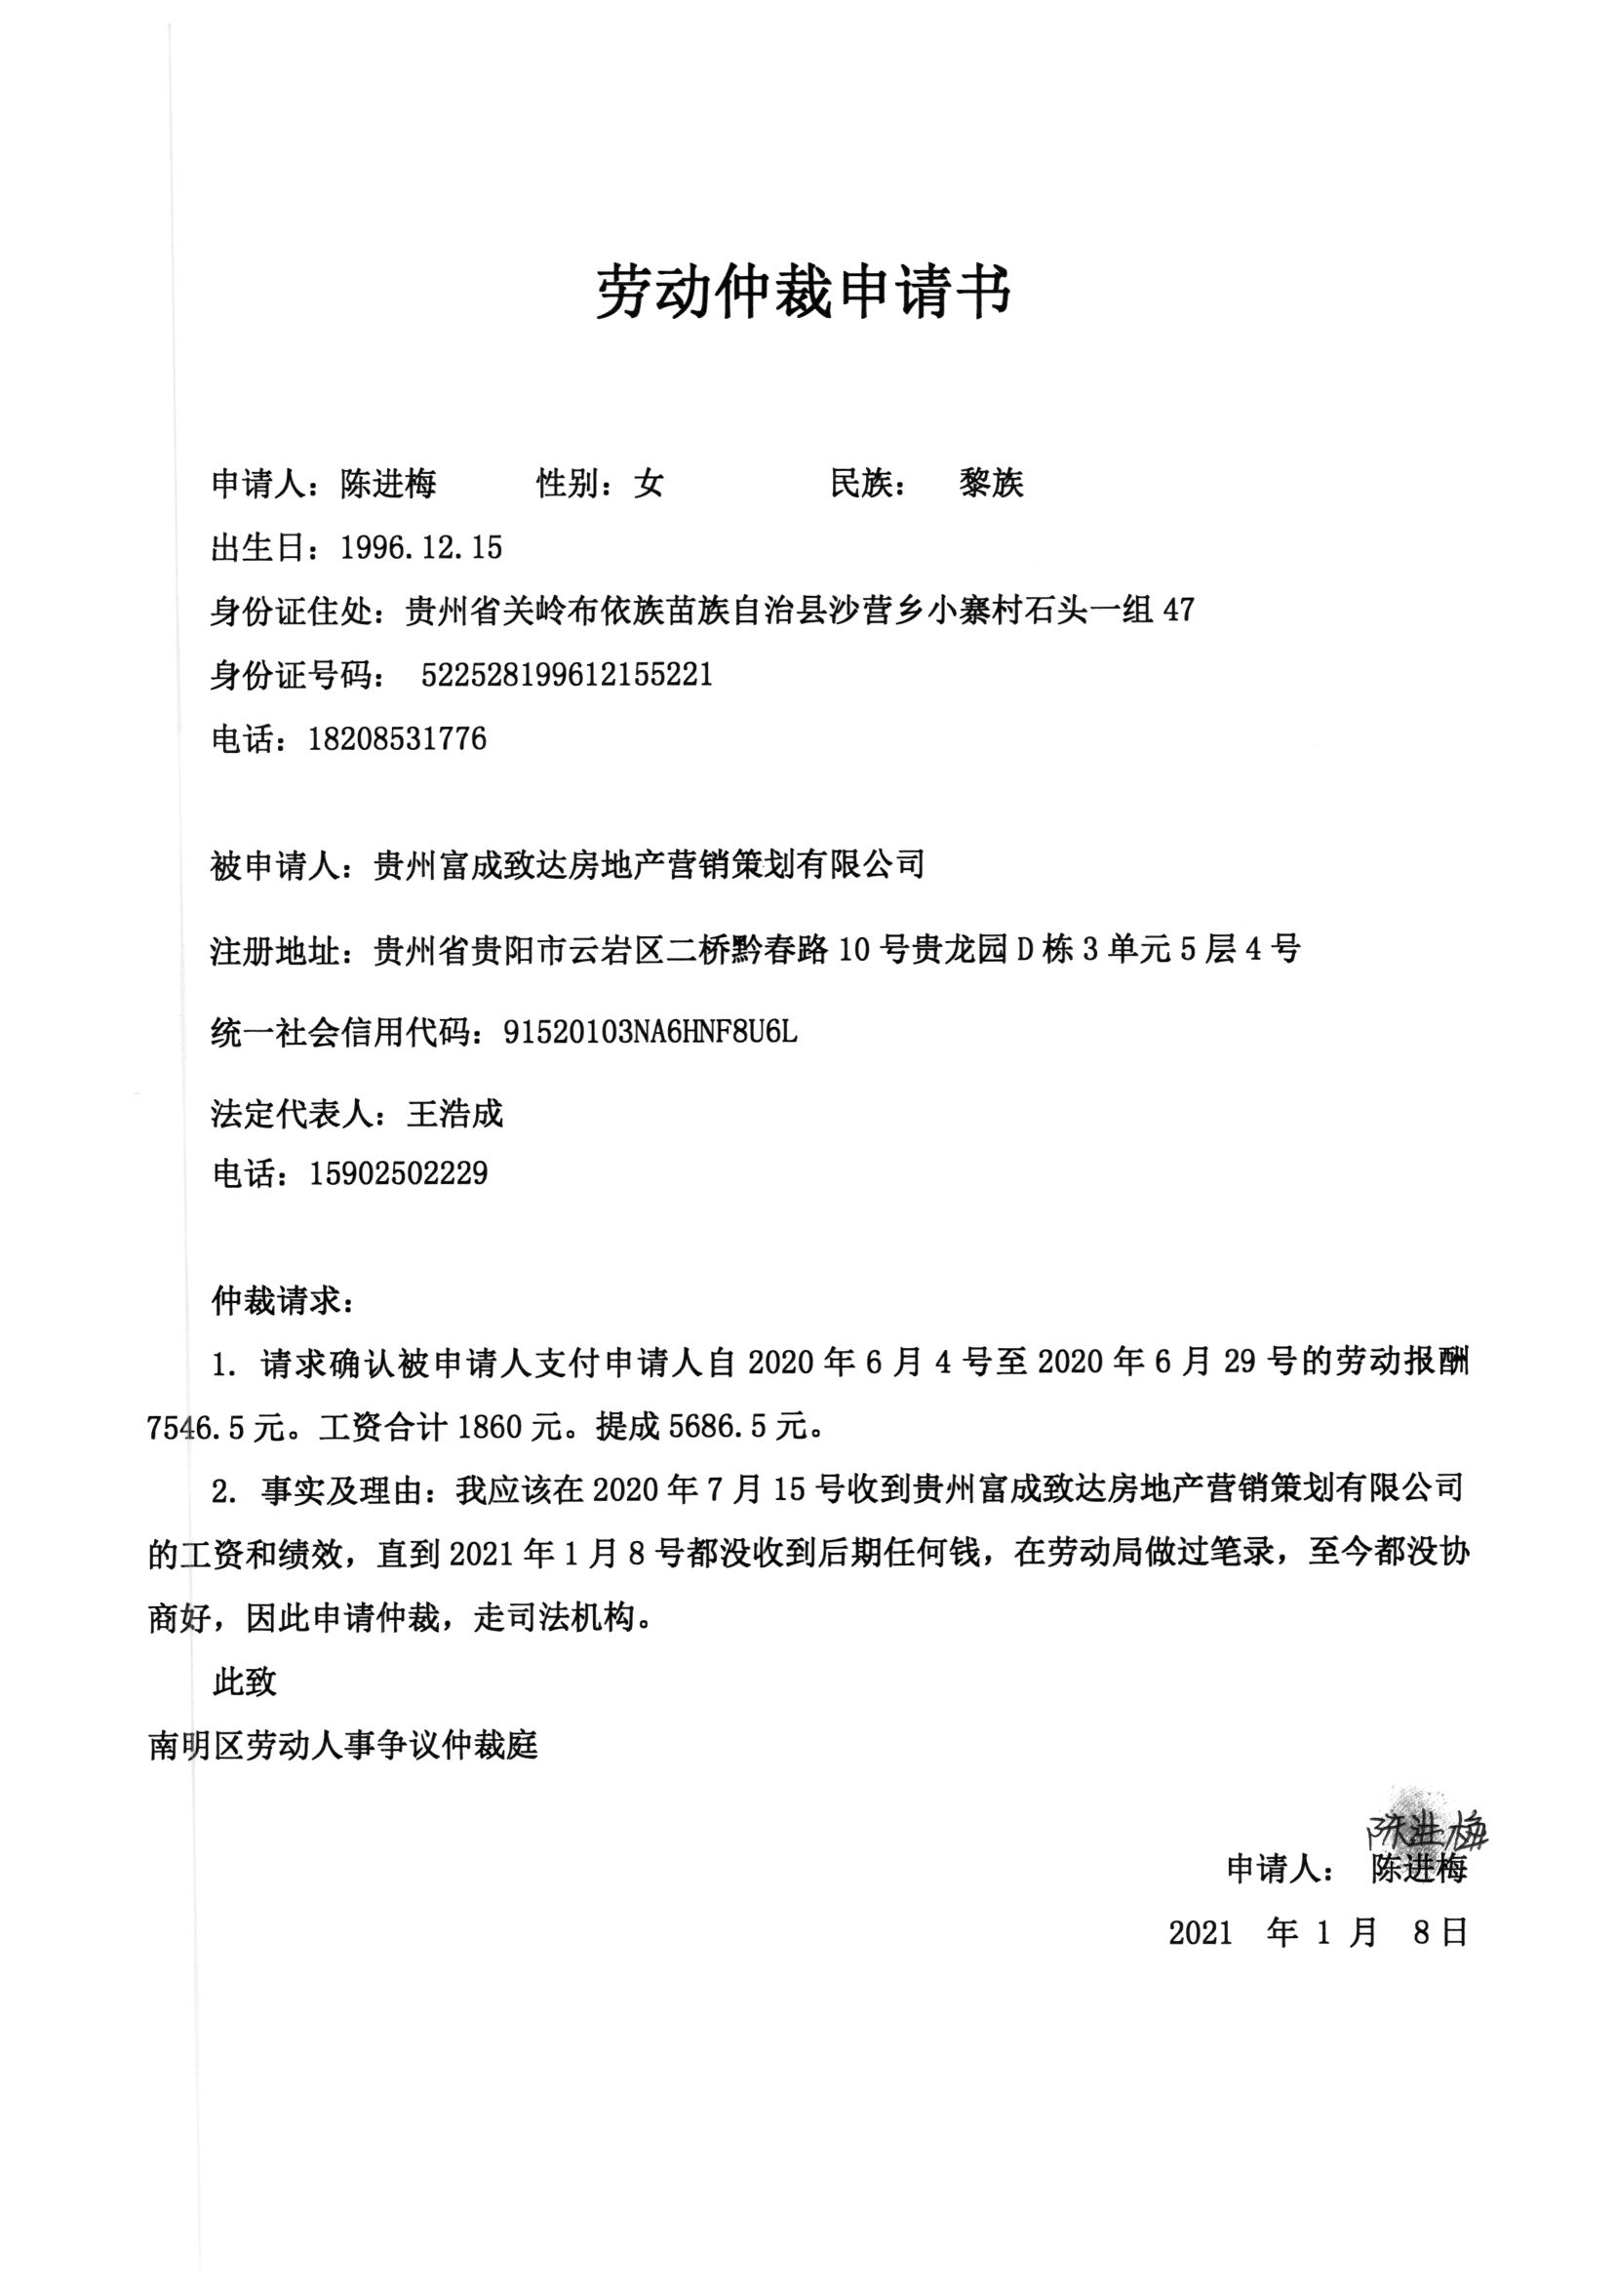 劳动仲裁申请书
申请人：陈进梅 性别：女 民族： 黎族
出生日：1996.12.15
身份证住处：贵州省关岭布依族苗族自治县沙营乡小寨村石头一组 47
身份证号码： 522528199612155221
电话：18208531776
被申请人：贵州富成致达房地产营销策划有限公司
注册地址：贵州省贵阳市云岩区二桥黔春路 10 号贵龙园 D 栋 3 单元 5 层 4 号
统一社会信用代码：91520103NA6HNF8U6L
法定代表人：王浩成
电话：15902502229
仲裁请求：
1. 请求确认被申请人支付申请人自 2020 年 6 月 4 号至 2020 年 6 月 29 号的劳动报酬
7546.5 元。工资合计 1860 元。提成 5686.5 元。
2. 事实及理由：我应该在 2020 年 7 月 15 号收到贵州富成致达房地产营销策划有限公司
的工资和绩效，直到 2021 年 1 月 8 号都没收到后期任何钱，在劳动局做过笔录，至今都没协
商好，因此申请仲裁，走司法机构。
此致
南明区劳动人事争议仲裁庭
陈进梅
申请人： 陈进梅
2021 年 1 月 8 日